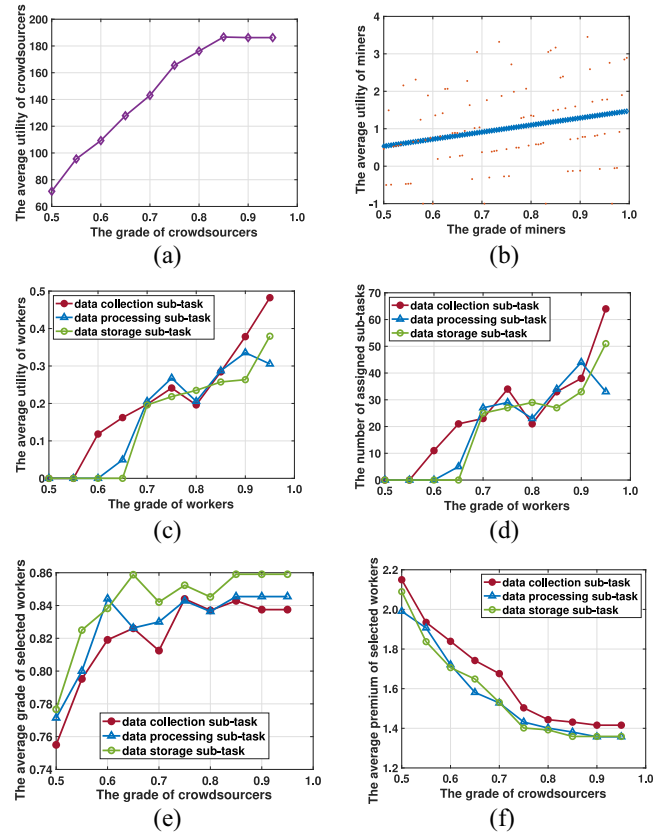 The average utility of crowdsourcers
200
180
160
140
120
100
80
60
0.5 0.6 0.7 0.8 0.9 1.0
The grade of crowdsourcers
(a)
The average utility of miners
4
3
2
1
0
-1
0.5 0.6 0.7 0.8 0.9 1.0
The grade of miners
(b)
The average utility of workers
0.5
0.4
0.3
0.2
0.1
0
data collection sub-task
data processing sub-task
data storage sub-task
0.5 0.6 0.7 0.8 0.9 1.0
The grade of workers
(c)
The number of assigned sub-tasks
70
60
50
40
30
20
10
0
data collection sub-task
data processing sub-task
data storage sub-task
0.5 0.6 0.7 0.8 0.9 1.0
The grade of workers
(d)
The average grade of selected workers
0.86
0.84
0.82
0.80
0.78
0.76
0.74
data collection sub-task
data processing sub-task
data storage sub-task
0.5 0.6 0.7 0.8 0.9 1.0
The grade of crowdsourcers
(e)
The average premium of selected workers
2.2
2.0
1.8
1.6
1.4
1.2
data collection sub-task
data processing sub-task
data storage sub-task
0.5 0.6 0.7 0.8 0.9 1.0
The grade of crowdsourcers
(f)